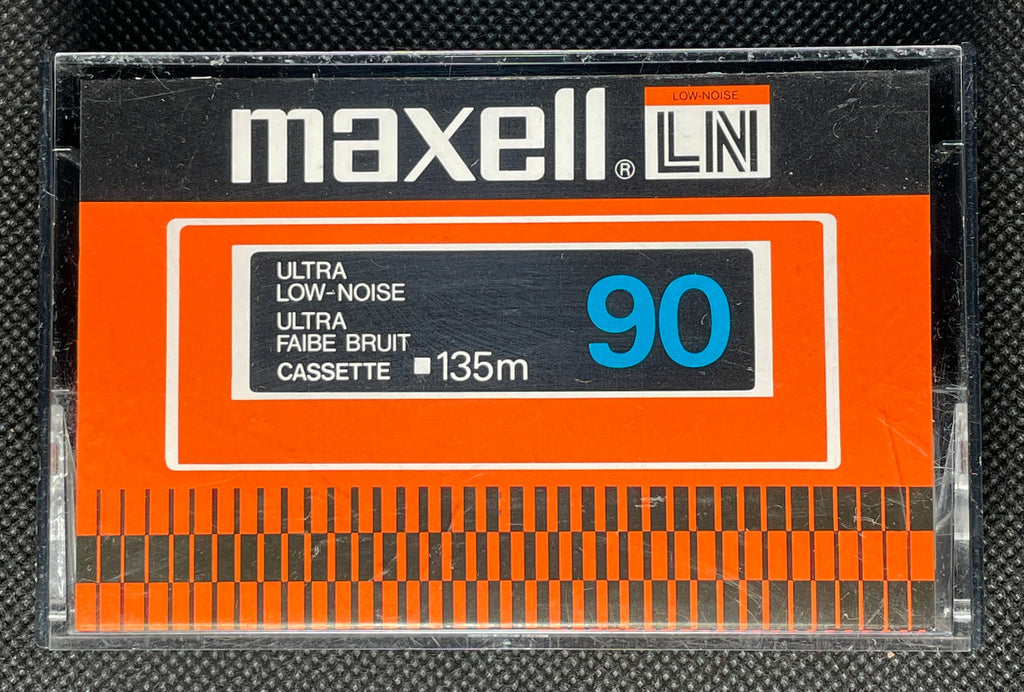 maxell®
LOW-NOISE
LN
ULTRA
LOW-NOISE
ULTRA
FAIBE BRUIT
CASSETTE ■135m
90